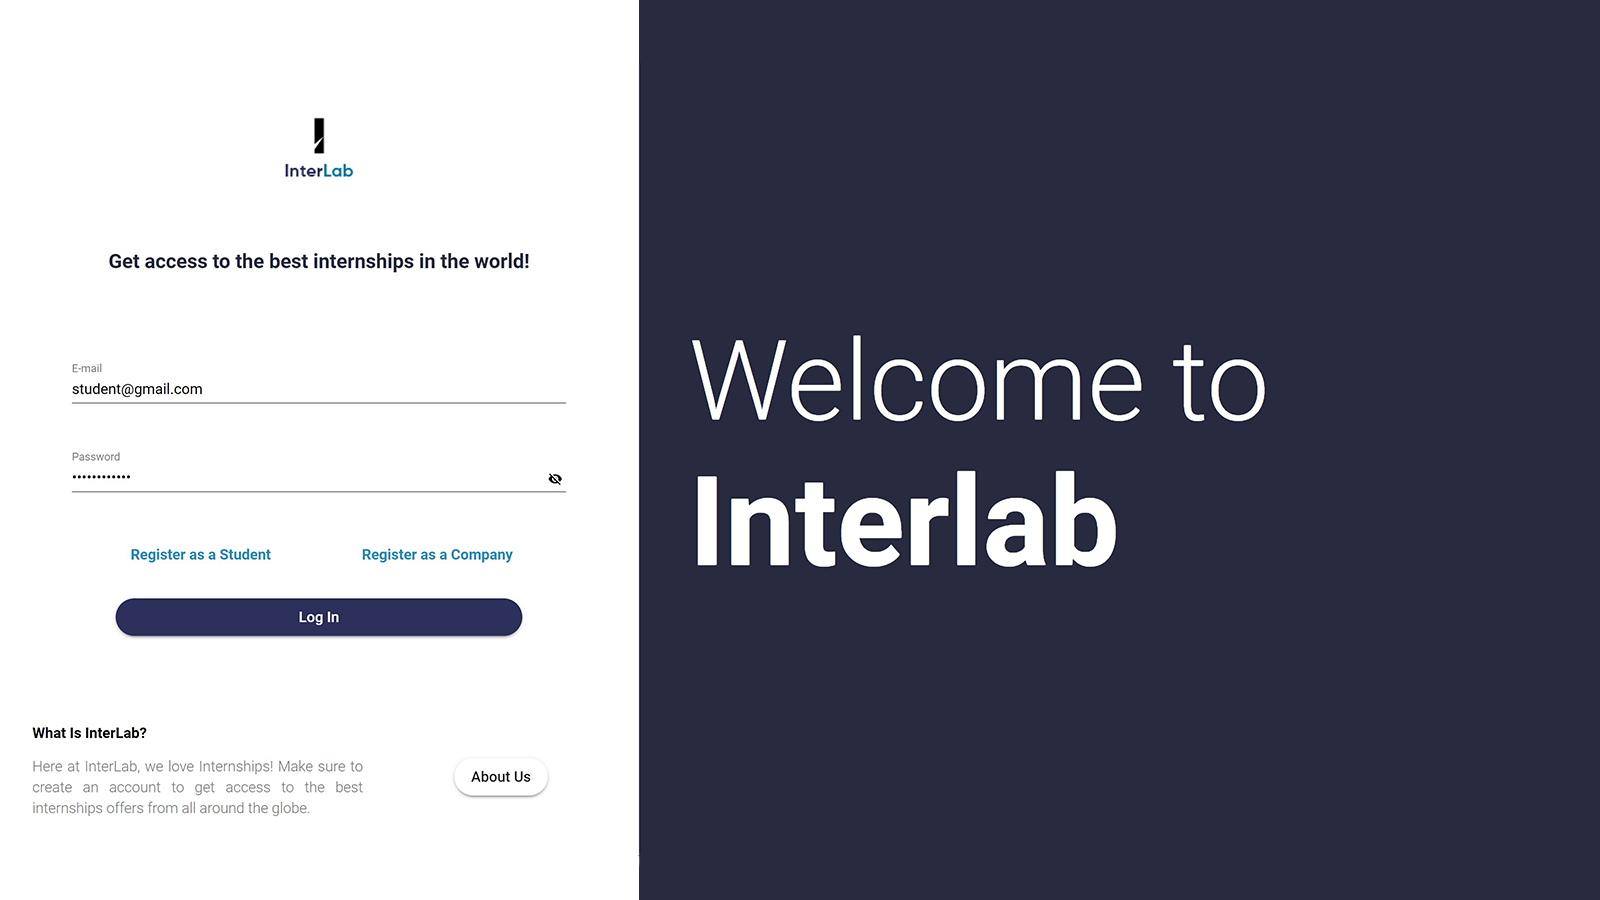 InterLab
Get access to the best internships in the world!
E-mail
student@gmail.com
Password
••••••••••••
Register as a Student
Register as a Company
Log In
What Is InterLab?
Here at InterLab, we love Internships! Make sure to
create an account to get access to the best
internships offers from all around the globe.
About Us
Welcome to
Interlab